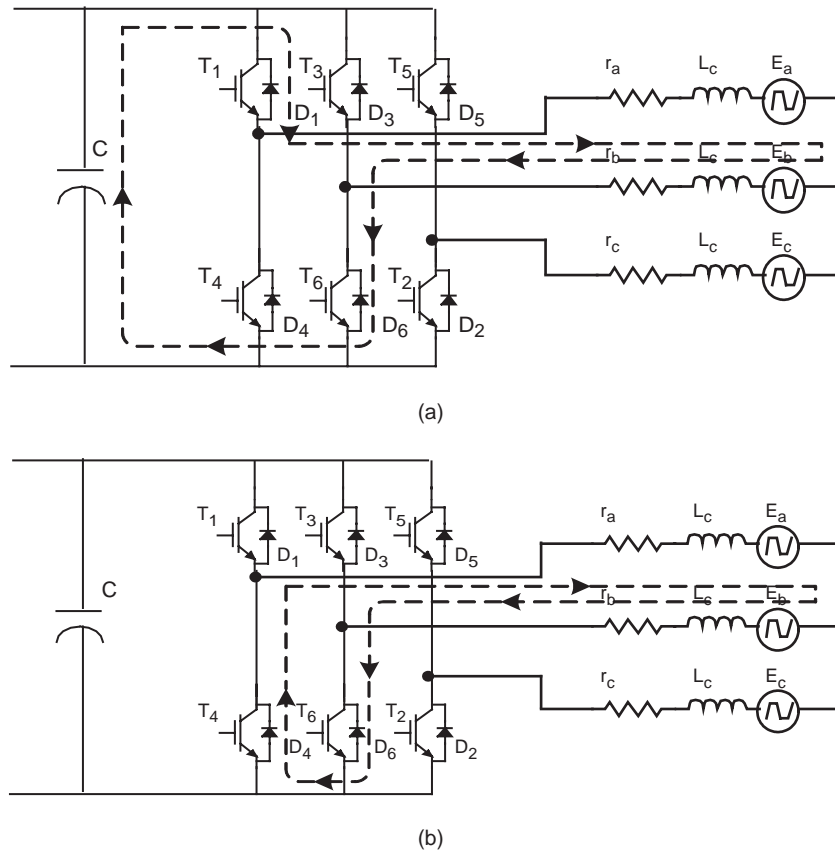 T1 T3 T5 ra Lc Ea
D1 D3 D5
C rb Lc Eb
T4 T6 T2 rc Lc Ec
D4 D6 D2
(a)
T1 T3 T5 ra Lc Ea
D1 D3 D5
C rb Lc Eb
T4 T6 T2 rc Lc Ec
D4 D6 D2
(b)